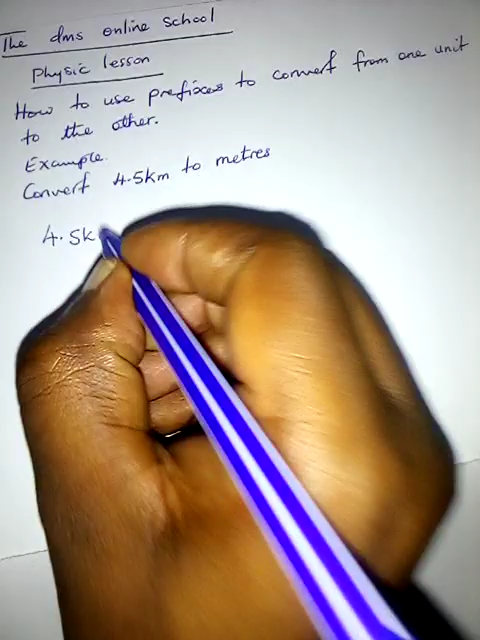 The dms online school
Physic lesson
How to use prefixes to convert from one unit
to the other.
Example.
Convert 4.5km to metres
4.5k